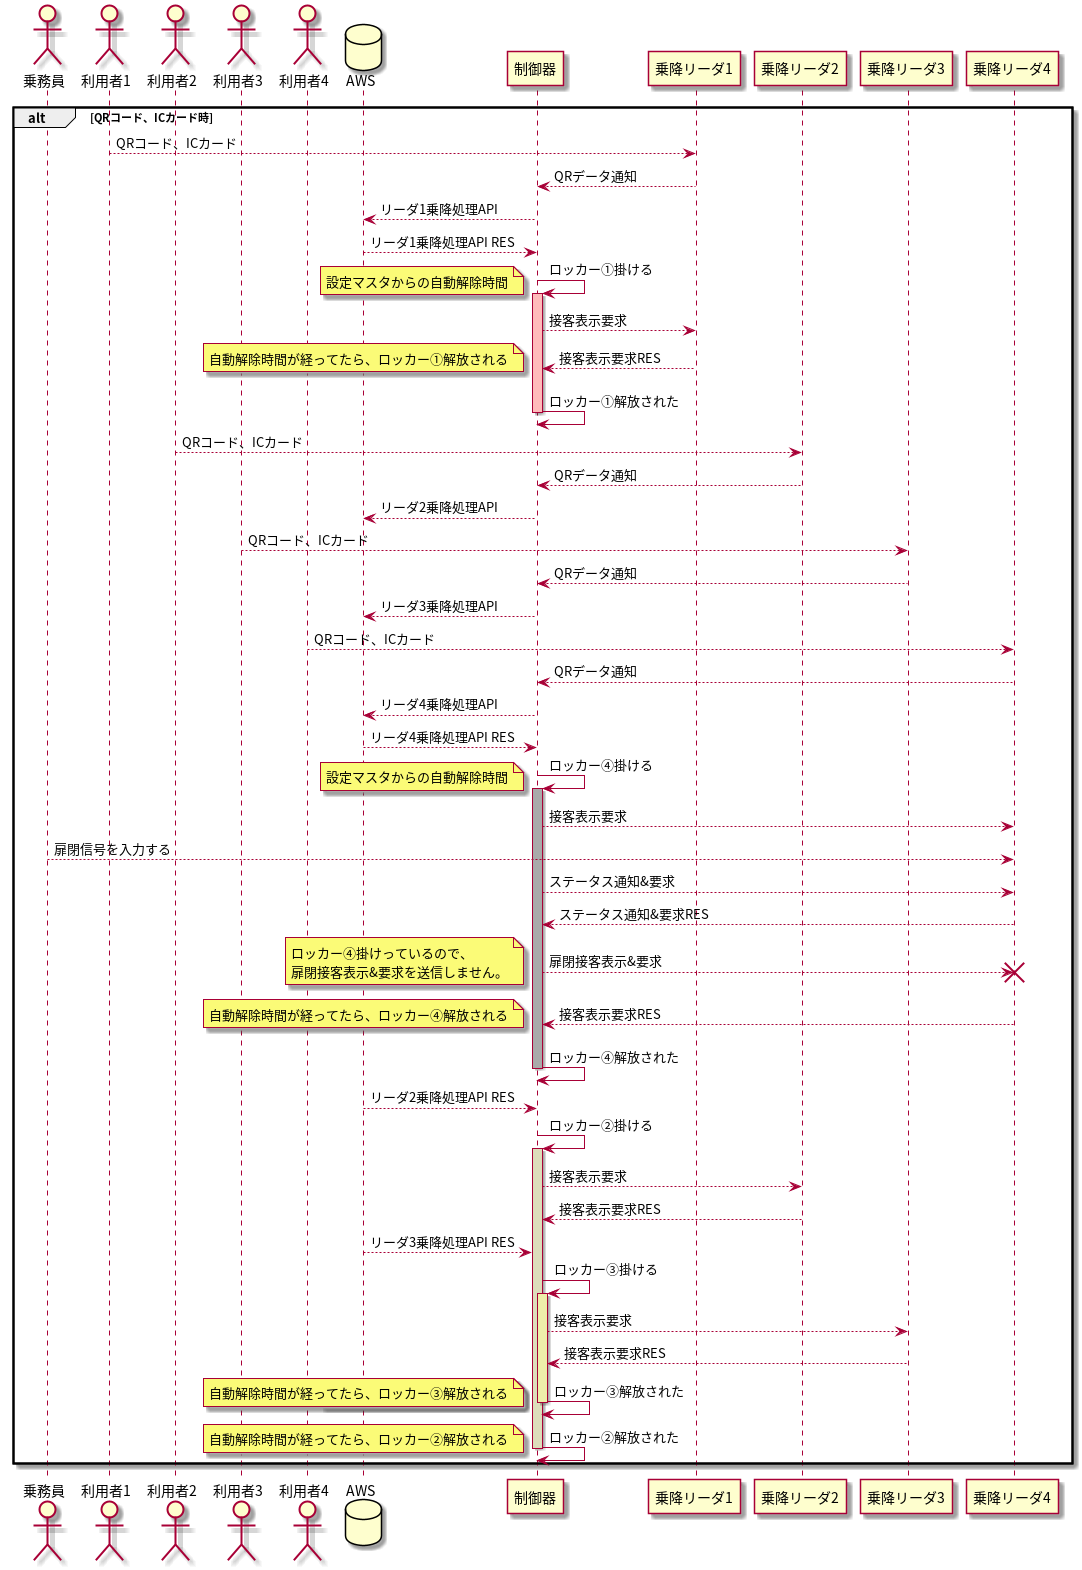 乗務員
利用者1
利用者2
利用者3
利用者4
AWS
制御器
乗降リーダ1
乗降リーダ2
乗降リーダ3
乗降リーダ4
alt
[QRコード、ICカード時]
QRコード、ICカード
QRデータ通知
リーダ1乗降処理API
リーダ1乗降処理API RES
設定マスタからの自動解除時間
ロッカー①掛ける
接客表示要求
自動解除時間が経ってたら、ロッカー①解放される
接客表示要求RES
ロッカー①解放された
QRコード、ICカード
QRデータ通知
リーダ2乗降処理API
QRコード、ICカード
QRデータ通知
リーダ3乗降処理API
QRコード、ICカード
QRデータ通知
リーダ4乗降処理API
リーダ4乗降処理API RES
設定マスタからの自動解除時間
ロッカー④掛ける
接客表示要求
扉閉信号を入力する
ステータス通知&要求
ステータス通知&要求RES
ロッカー④掛けっているので、
扉閉接客表示&要求を送信しません。
扉閉接客表示&要求
自動解除時間が経ってたら、ロッカー④解放される
接客表示要求RES
ロッカー④解放された
リーダ2乗降処理API RES
ロッカー②掛ける
接客表示要求
接客表示要求RES
リーダ3乗降処理API RES
ロッカー③掛ける
接客表示要求
接客表示要求RES
自動解除時間が経ってたら、ロッカー③解放される
ロッカー③解放された
自動解除時間が経ってたら、ロッカー②解放される
ロッカー②解放された
乗務員
利用者1
利用者2
利用者3
利用者4
AWS
制御器
乗降リーダ1
乗降リーダ2
乗降リーダ3
乗降リーダ4